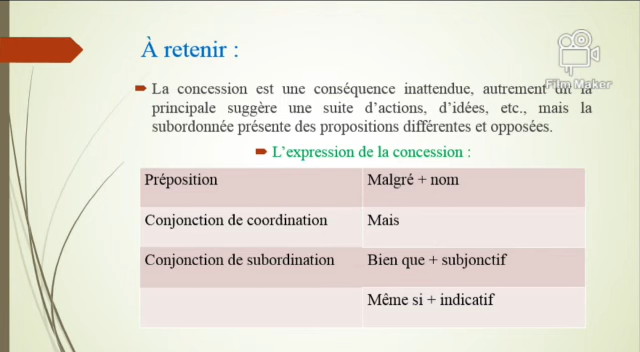 À retenir :
Film Maker
La concession est une conséquence inattendue, autrement dit la
principale suggère une suite d'actions, d'idées, etc., mais la
subordonnée présente des propositions différentes et opposées.
L'expression de la concession :
Préposition Malgré + nom
Conjonction de coordination Mais
Conjonction de subordination Bien que + subjonctif
Même si + indicatif